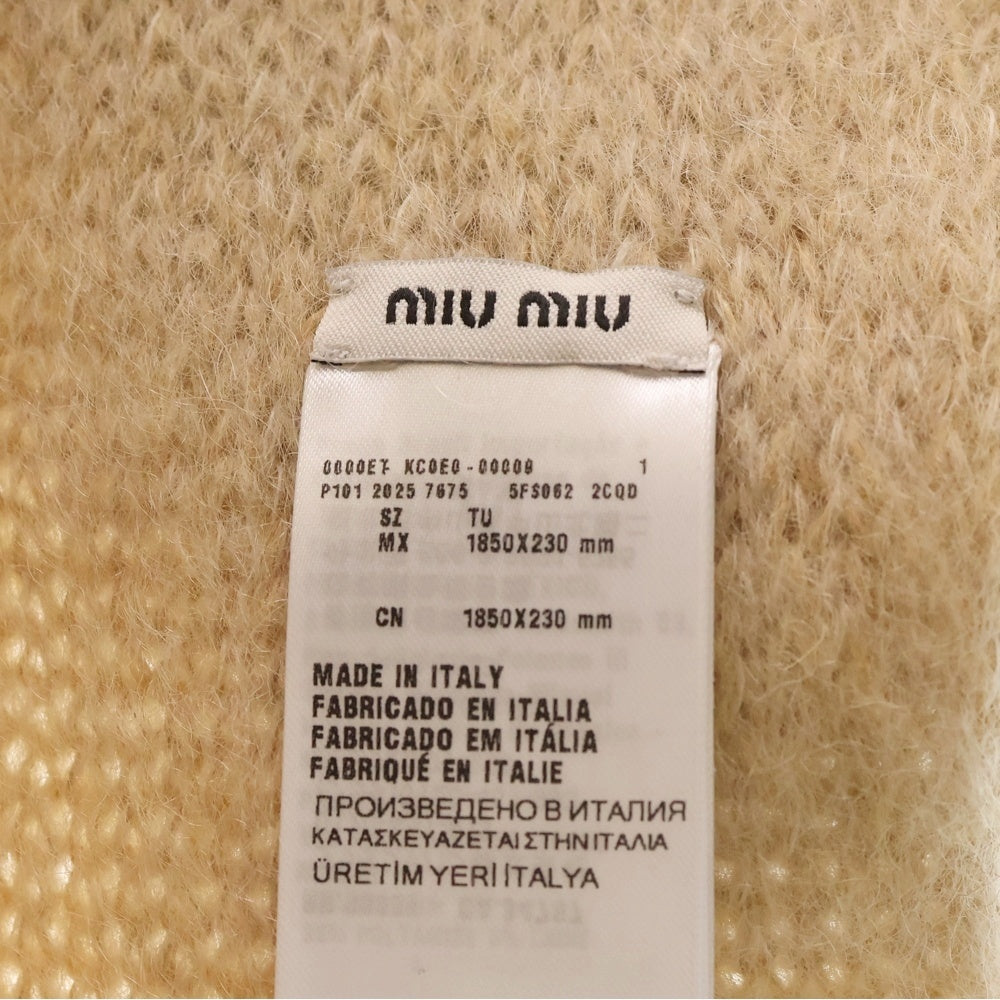 MIU MIU
0000E7 KC0E0-00009 1
P101 2025 7675 5FS062 2CQD
SZ TU
MX 1850X230 mm
CN 1850X230 mm
MADE IN ITALY
FABRICADO EN ITALIA
FABRICADO EM ITÁLIA
FABRIQUÉ EN ITALIE
ПРОИЗВЕДЕНО В ИТАЛИЯ
ΚΑΤΑΣΚΕΥΑΖΕΤΑΙ ΣΤΗΝ ΙΤΑΛΙΑ
ÜRETİM YERİ İTALYA